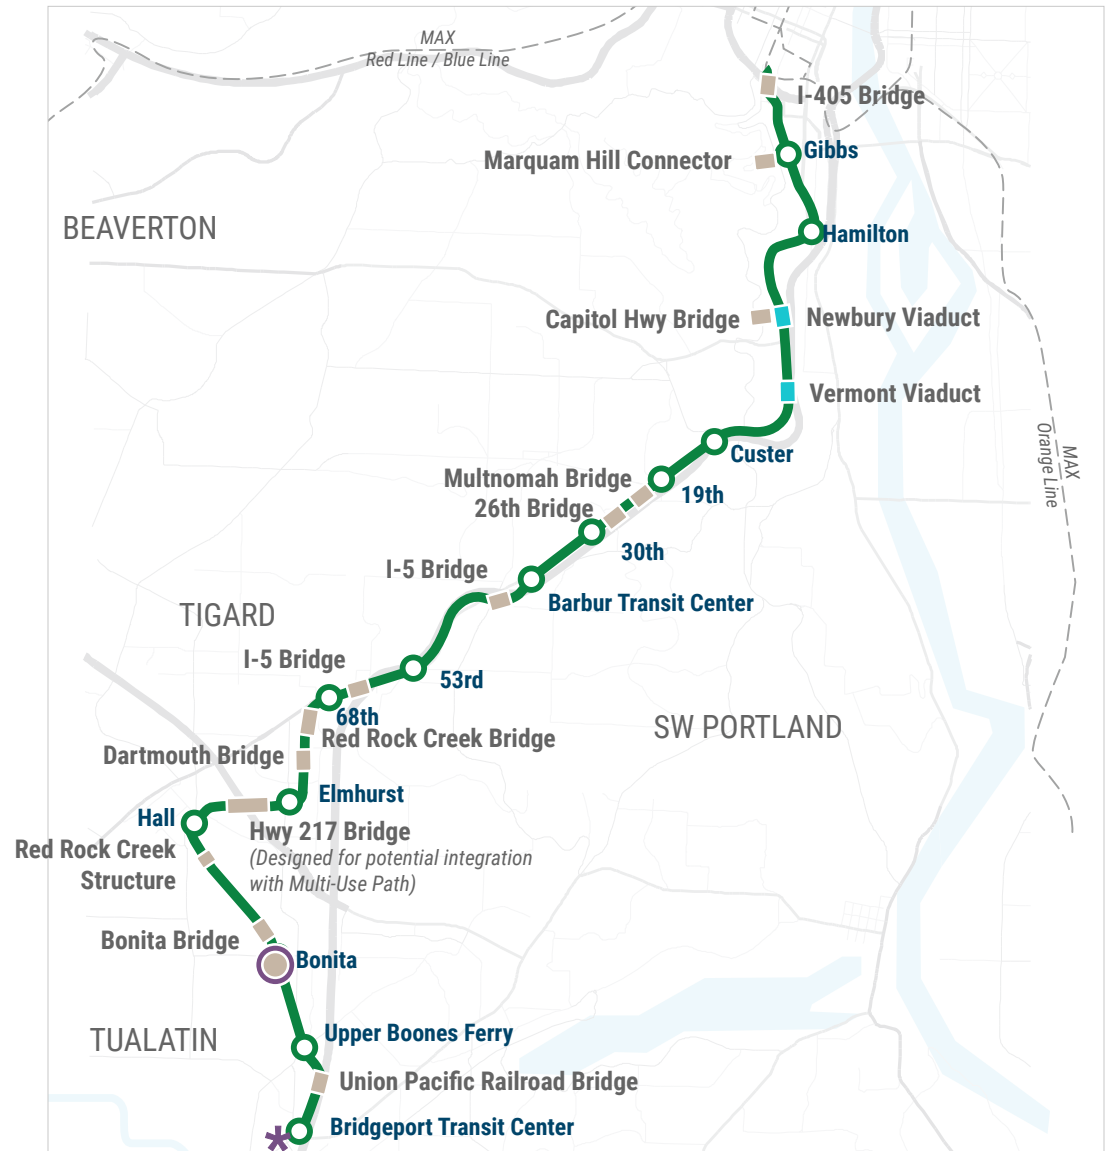 MAX
Red Line / Blue Line
I-405 Bridge
Gibbs
Marquam Hill Connector
BEAVERTON
Hamilton
Capitol Hwy Bridge
Newbury Viaduct
Vermont Viaduct
MAX
Orange Line
Custer
Multnomah Bridge
19th
26th Bridge
30th
I-5 Bridge
Barbur Transit Center
TIGARD
I-5 Bridge
53rd
68th
SW PORTLAND
Red Rock Creek Bridge
Dartmouth Bridge
Elmhurst
Hall
Hwy 217 Bridge
(Designed for potential integration
with Multi-Use Path)
Red Rock Creek
Structure
Bonita Bridge
Bonita
TUALATIN
Upper Boones Ferry
Union Pacific Railroad Bridge
Bridgeport Transit Center
*